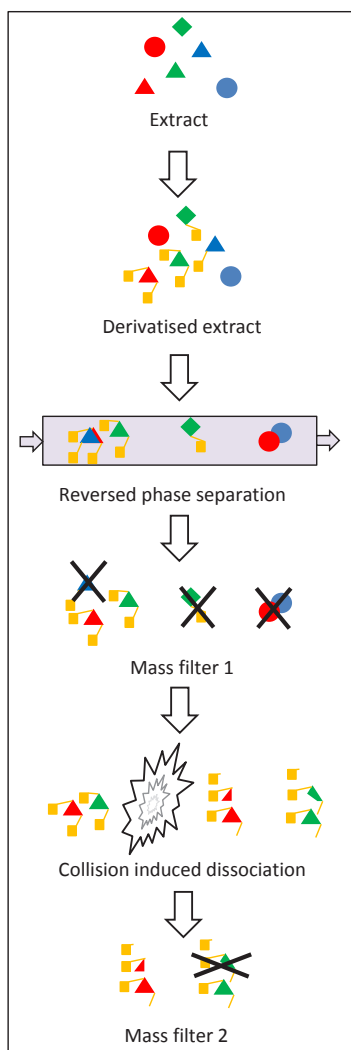 Extract
Derivatised extract
Reversed phase separation
Mass filter 1
Collision induced dissociation
Mass filter 2